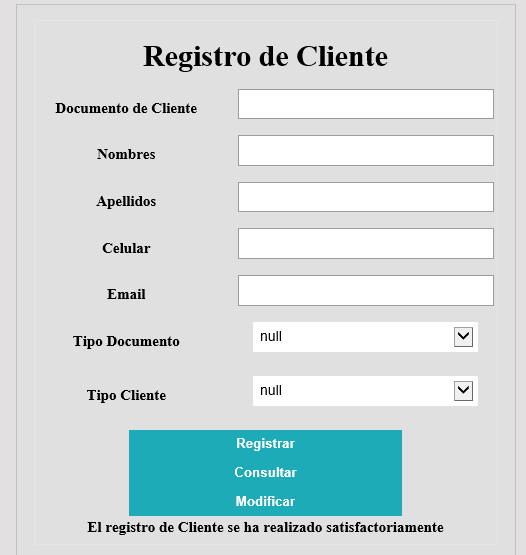 Registro de Cliente
Documento de Cliente
Nombres
Apellidos
Celular
Email
Tipo Documento null
Tipo Cliente null
Registrar
Consultar
Modificar
El registro de Cliente se ha realizado satisfactoriamente